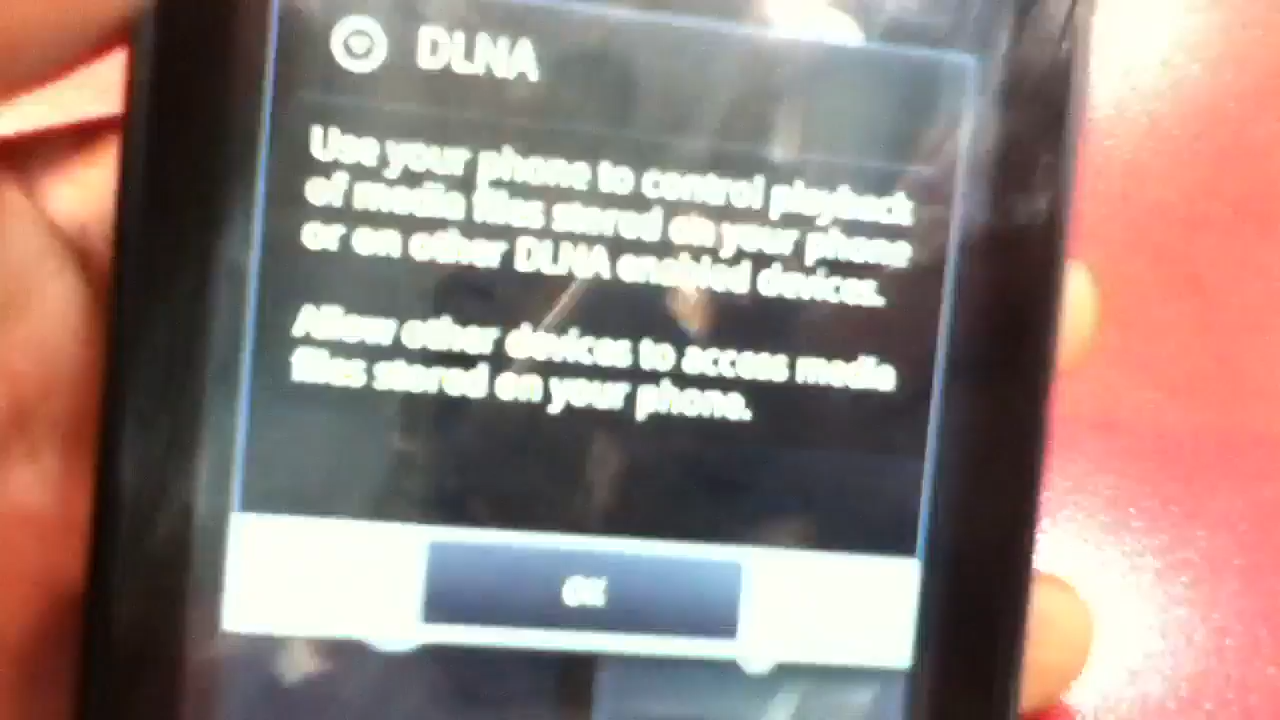 DLNA
Use your phone to control playback
of media files stored on your phone
or on other DLNA enabled devices.
Allow other devices to access media
files stored on your phone.
OK